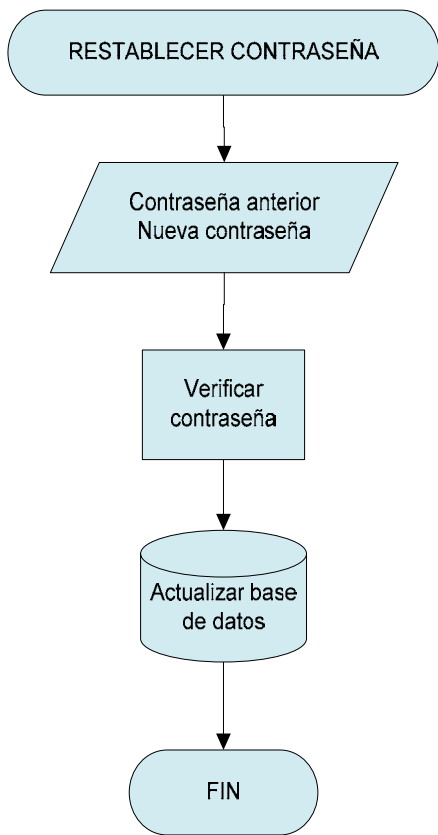 RESTABLECER CONTRASEÑA
Contraseña anterior
Nueva contraseña
Verificar
contraseña
Actualizar base
de datos
FIN